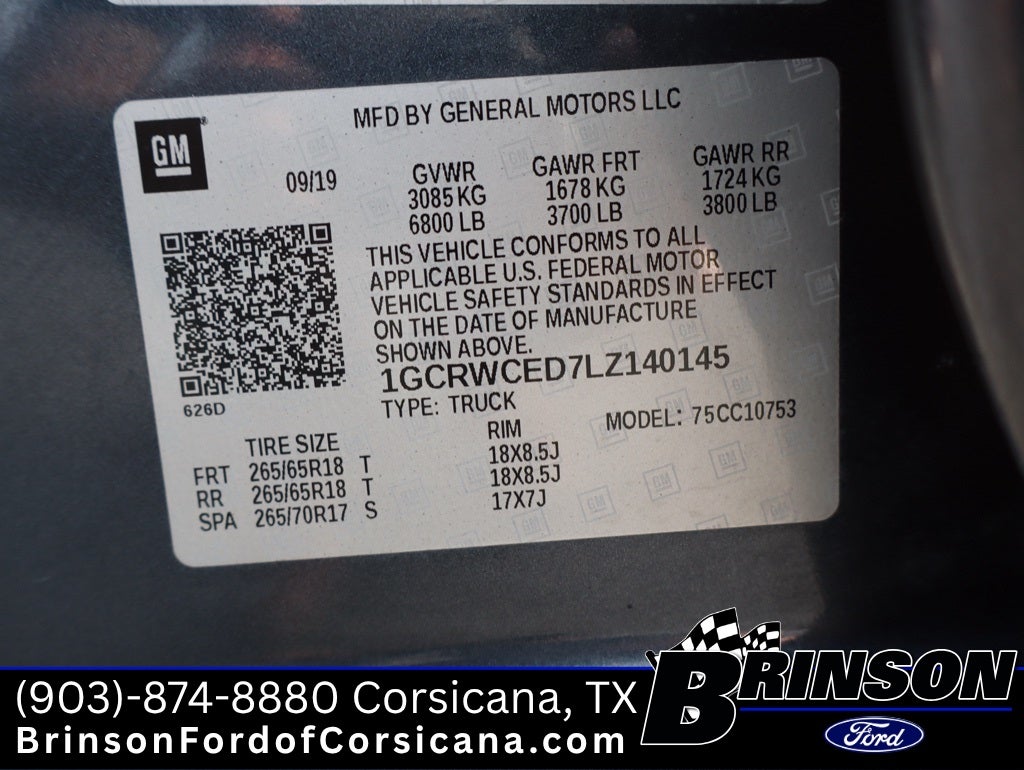 MFD BY GENERAL MOTORS LLC
GM
09/19
GVWR GAWR FRT GAWR RR
3085 KG 1678 KG 1724 KG
6800 LB 3700 LB 3800 LB
THIS VEHICLE CONFORMS TO ALL
APPLICABLE U.S. FEDERAL MOTOR
VEHICLE SAFETY STANDARDS IN EFFECT
ON THE DATE OF MANUFACTURE
SHOWN ABOVE.
1GCRWCED7LZ140145
626D
TYPE: TRUCK MODEL: 75CC10753
TIRE SIZE RIM
FRT 265/65R18 T 18X8.5J
RR 265/65R18 T 18X8.5J
SPA 265/70R17 S 17X7J
(903)-874-8880 Corsicana, TX
BrinsonFordofCorsicana.com
BRINSON
Ford